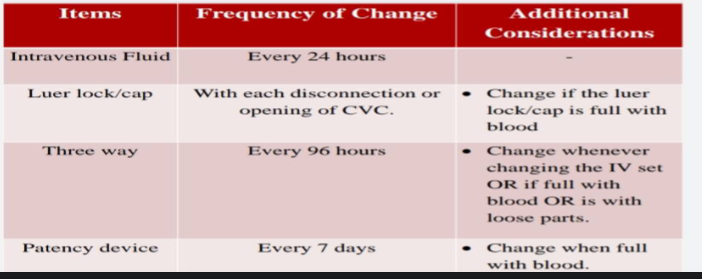 Items Frequency of Change Additional
Considerations
Intravenous Fluid Every 24 hours -
Luer lock/cap With each disconnection or • Change if the luer
opening of CVC. lock/cap is full with
blood
Three way Every 96 hours • Change whenever
changing the IV set
OR if full with
blood OR is with
loose parts.
Patency device Every 7 days • Change when full
with blood.